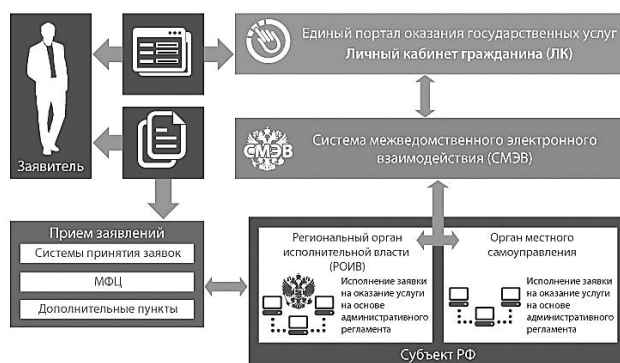 Единый портал оказания государственных услуг
Личный кабинет гражданина (ЛК)
Заявитель
СМЭВ
Система межведомственного электронного
взаимодействия (СМЭВ)
Прием заявлений
Системы принятия заявок
МФЦ
Дополнительные пункты
Региональный орган
исполнительной власти
(РОИВ)
Исполнение заявки
на оказание услуги
на основе
административного
регламента
Орган местного
самоуправления
Исполнение заявки
на оказание услуги
на основе
административного
регламента
Субъект РФ